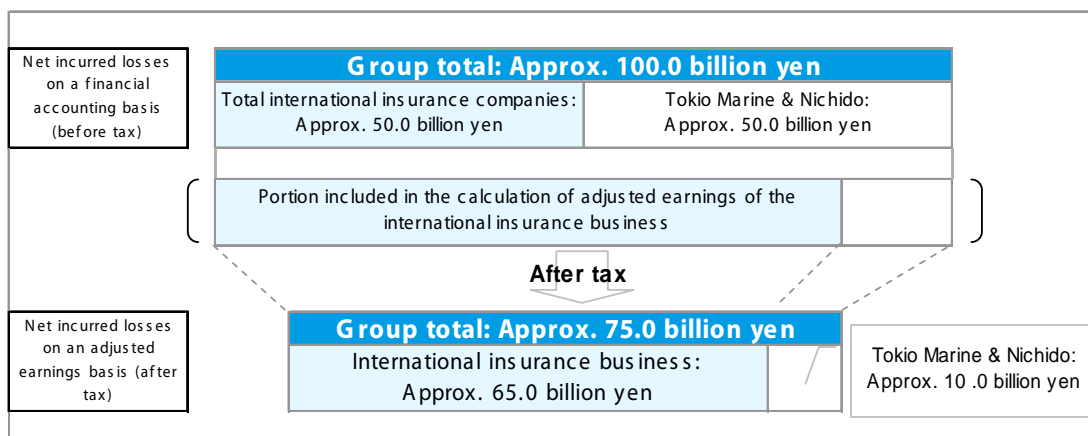 Net incurred losses
on a financial
accounting basis
(before tax)
Group total: Approx. 100.0 billion yen
Total international insurance companies:
Approx. 50.0 billion yen
Tokio Marine & Nichido:
Approx. 50.0 billion yen
Portion included in the calculation of adjusted earnings of the
international insurance business
After tax
Net incurred losses
on an adjusted
earnings basis (after
tax)
Group total: Approx. 75.0 billion yen
International insurance business:
Approx. 65.0 billion yen
Tokio Marine & Nichido:
Approx. 10 .0 billion yen